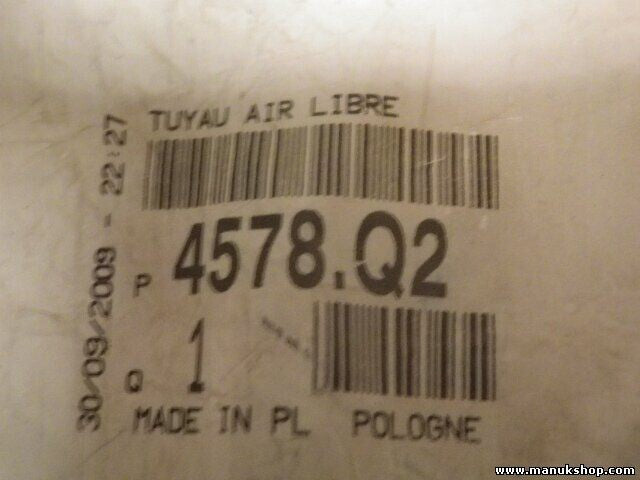 TUYAU AIR LIBRE
30/09/2009 - 22:27
P 4578.Q2
Q 1
MADE IN PL POLOGNE
www.manukshop.com